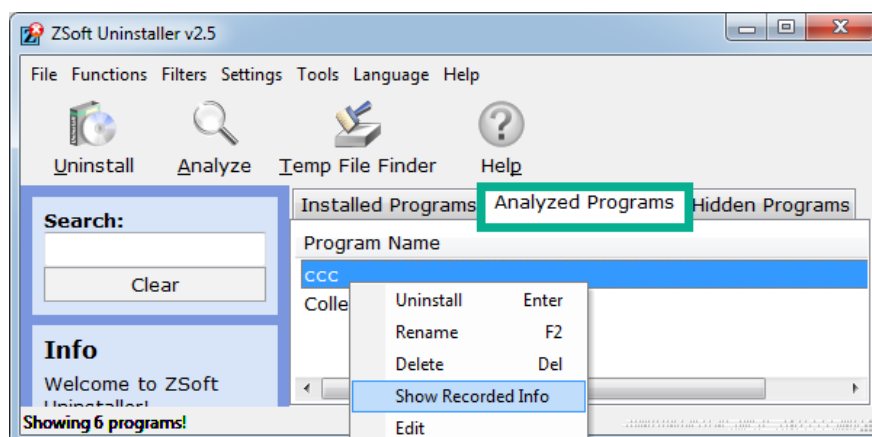 ZSoft Uninstaller v2.5
File Functions Filters Settings Tools Language Help
Uninstall Analyze Temp File Finder Help
Search:
Clear
Info
Welcome to ZSoft
Uninstaller!
Installed Programs Analyzed Programs Hidden Programs
Program Name
ccc
Colle
Uninstall Enter
Rename F2
Delete Del
Show Recorded Info
Edit
Showing 6 programs!